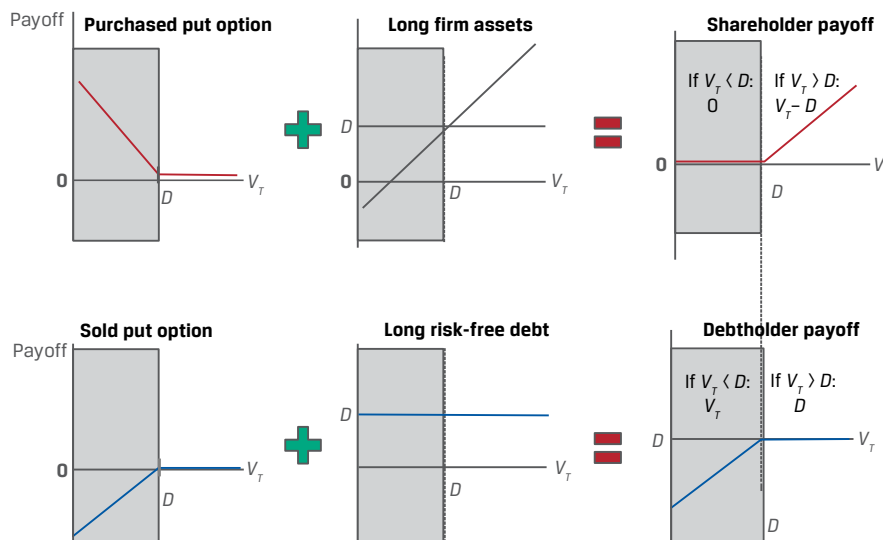 Payoff
Purchased put option
0
D
V_T
Long firm assets
D
0
D
V_T
Shareholder payoff
If V_T < D:
0
If V_T > D:
V_T – D
0
D
V
Sold put option
Payoff
0
D
V_T
Long risk-free debt
D
D
V_T
Debtholder payoff
If V_T < D:
V_T
If V_T > D:
D
D
V_T
D